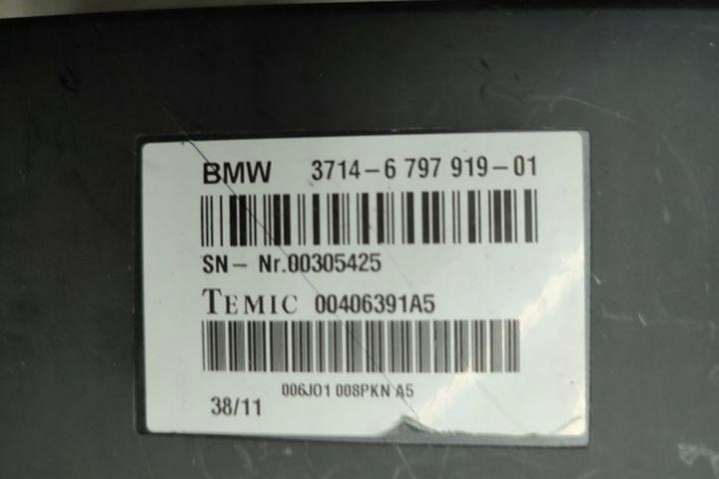 BMW 3714-6 797 919-01
SN- Nr.00305425
TEMIC 00406391A5
006J01 008PKN A5
38/11